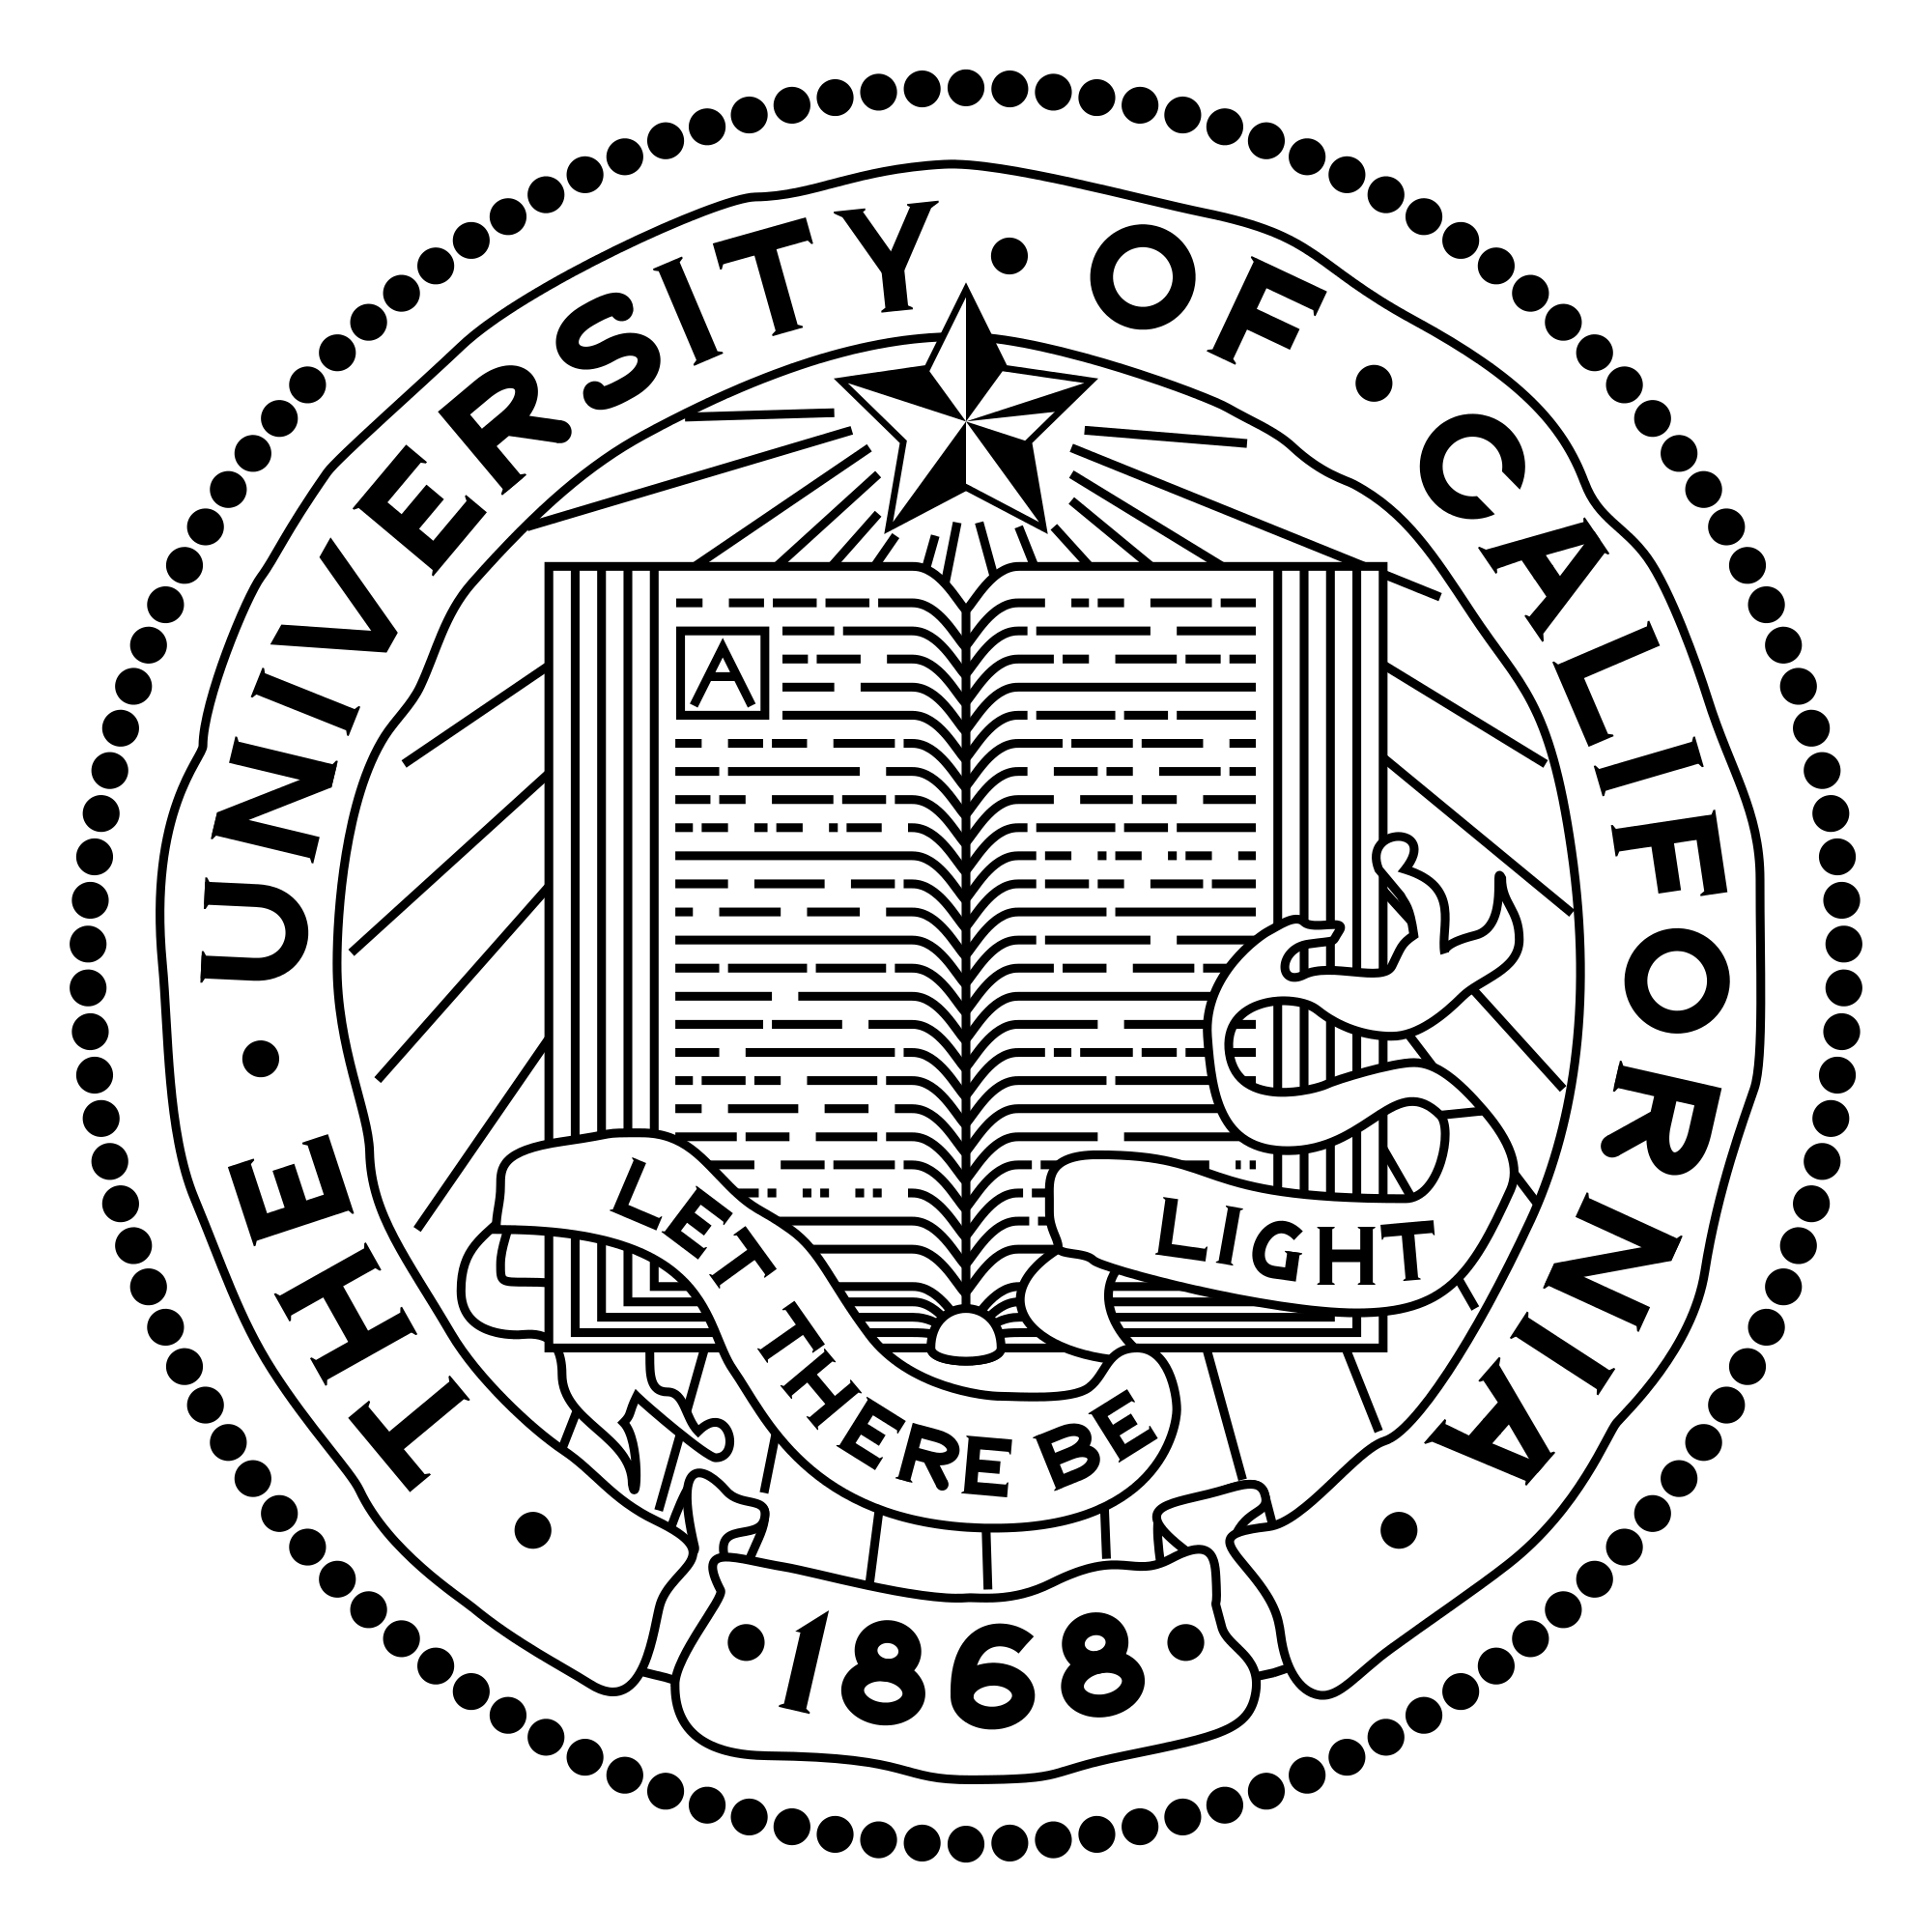 THE · UNIVERSITY · OF · CALIFORNIA
A
LET THERE BE LIGHT
· 1868 ·